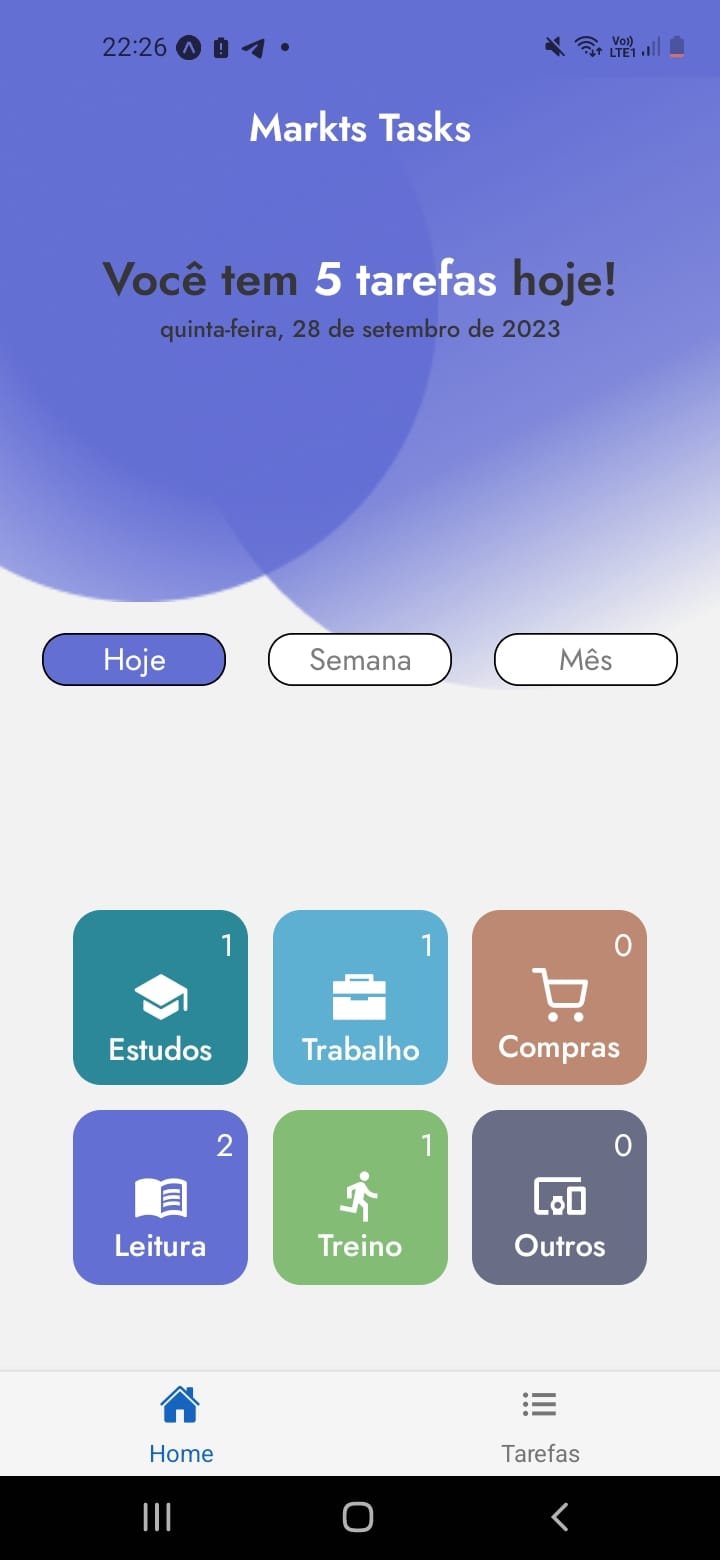 22:26
Vo)) LTE1
Markts Tasks
Você tem 5 tarefas hoje!
quinta-feira, 28 de setembro de 2023
Hoje Semana Mês
1 1 0
Estudos Trabalho Compras
2 1 0
Leitura Treino Outros
Home Tarefas